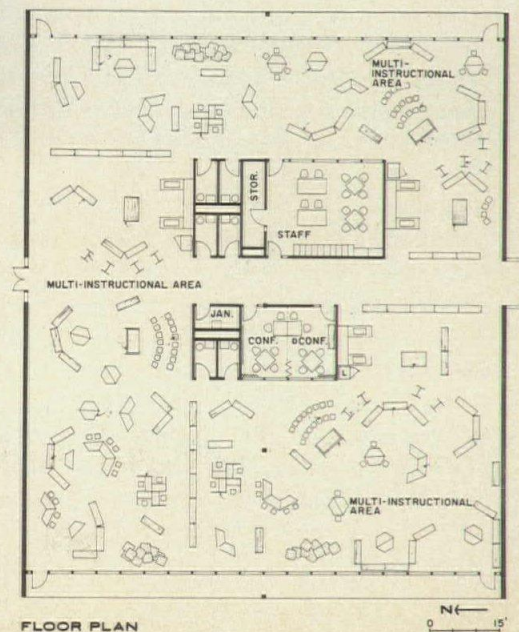 MULTI-
INSTRUCTIONAL
AREA
STOR.
STAFF
MULTI-INSTRUCTIONAL AREA
JAN.
CONF.
CONF.
L
MULTI-INSTRUCTIONAL
AREA
N
0 15'
FLOOR PLAN